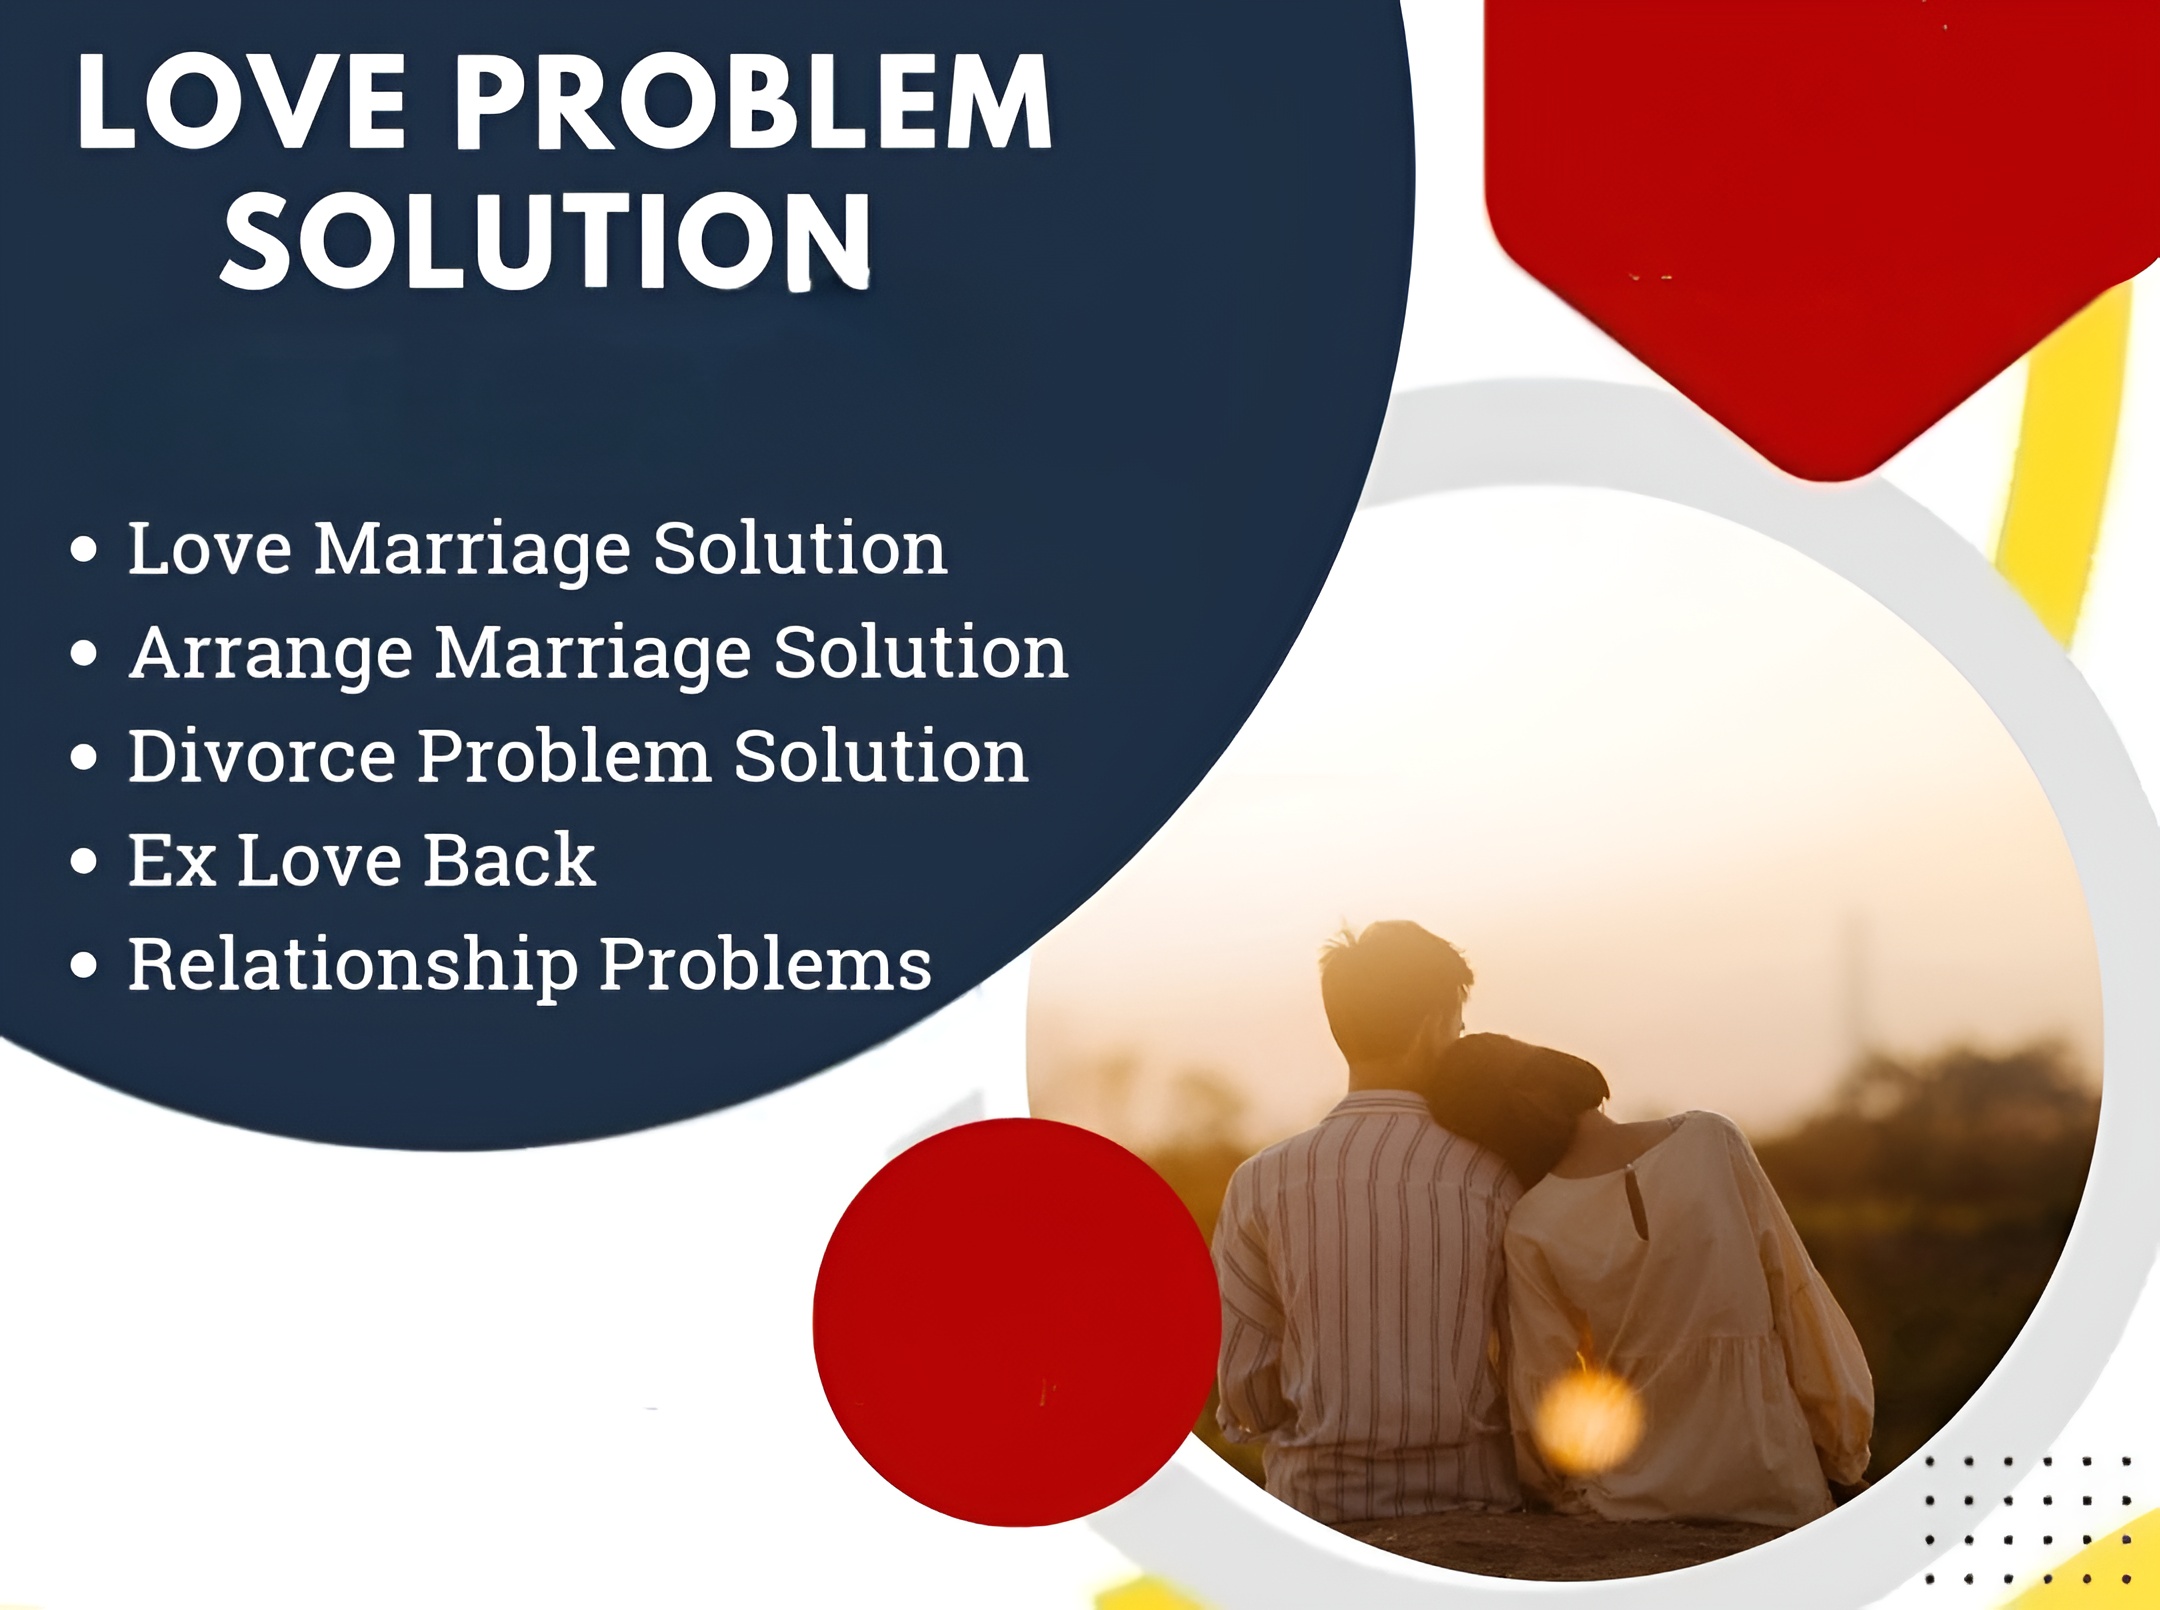 LOVE PROBLEM
SOLUTION
• Love Marriage Solution
• Arrange Marriage Solution
• Divorce Problem Solution
• Ex Love Back
• Relationship Problems